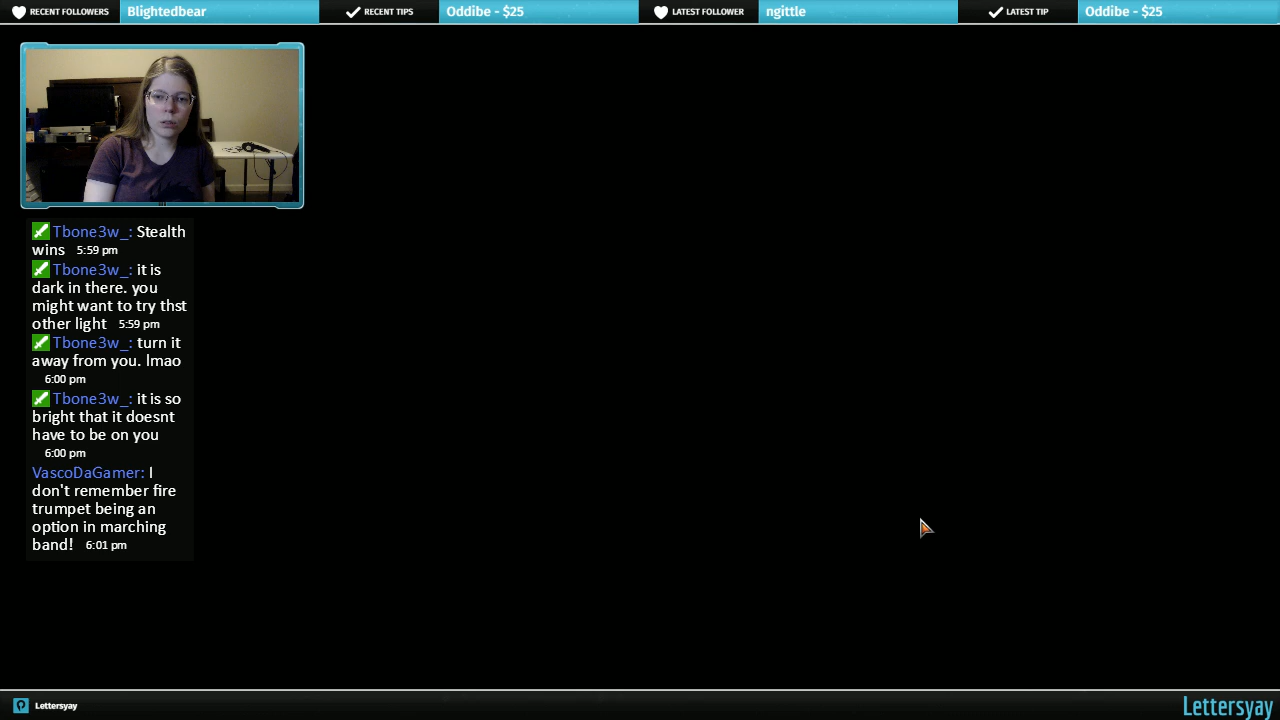 RECENT FOLLOWERS Blightedbear RECENT TIPS Oddibe - $25 LATEST FOLLOWER ngittle LATEST TIP Oddibe - $25
Tbone3w_: Stealth
wins 5:59 pm
Tbone3w_: it is
dark in there. you
might want to try thst
other light 5:59 pm
Tbone3w_: turn it
away from you. lmao
6:00 pm
Tbone3w_: it is so
bright that it doesnt
have to be on you
6:00 pm
VascoDaGamer: I
don't remember fire
trumpet being an
option in marching
band! 6:01 pm
Lettersyay
Lettersyay